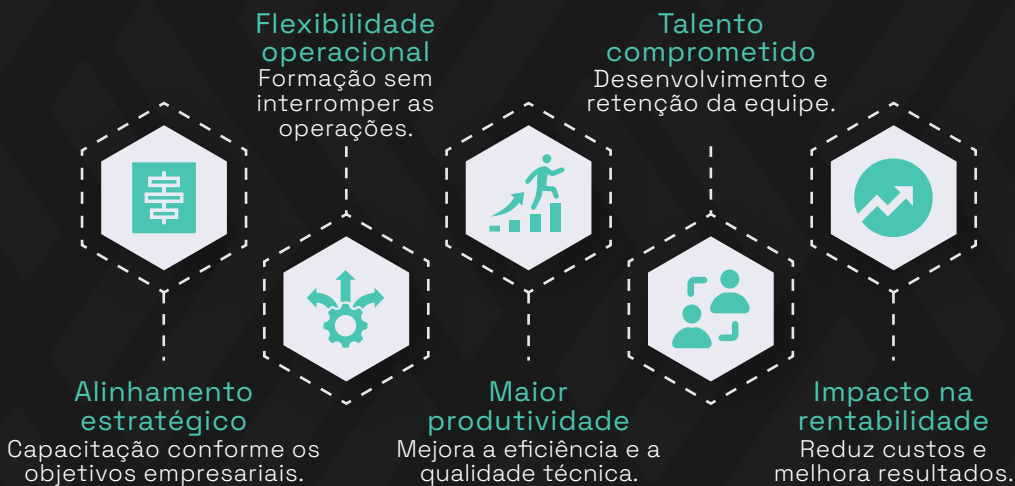 Flexibilidade
operacional
Formação sem
interromper as
operações.
Talento
comprometido
Desenvolvimento e
retenção da equipe.
Alinhamento
estratégico
Capacitação conforme os
objetivos empresariais.
Maior
produtividade
Mejora a eficiência e a
qualidade técnica.
Impacto na
rentabilidade
Reduz custos e
melhora resultados.